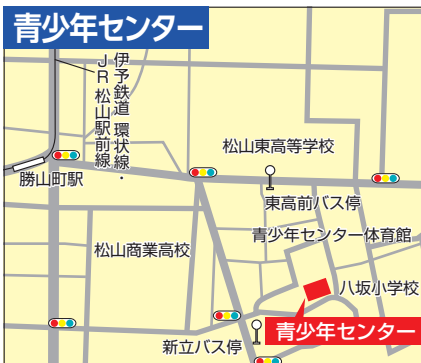 青少年センター
伊予鉄道 環状線・
JR 松山駅前線
松山東高等学校
勝山町駅
東高前バス停
青少年センター体育館
松山商業高校
八坂小学校
青少年センター
新立バス停